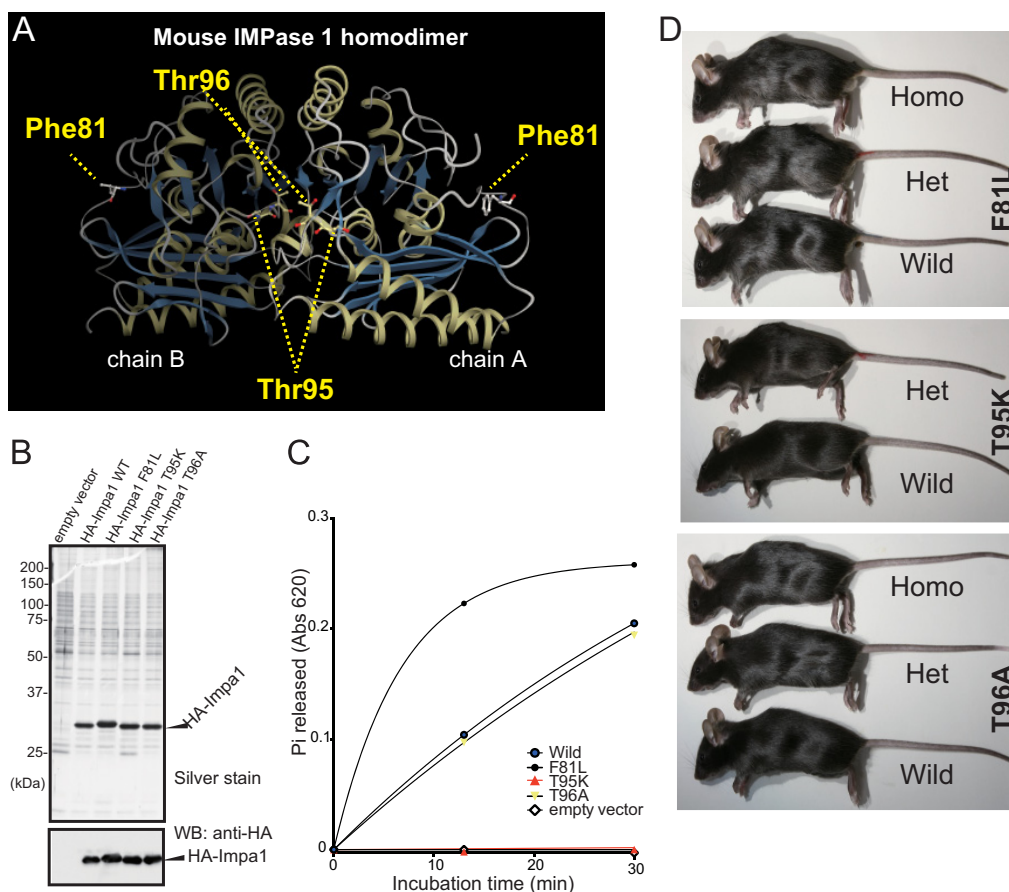 A
Mouse IMPase 1 homodimer
Thr96
Phe81
Phe81
chain B
chain A
Thr95
B
empty vector
HA-Impa1 WT
HA-Impa1 F81L
HA-Impa1 T95K
HA-Impa1 T96A
200-
150-
100-
75-
50-
37-
25-
(kDa)
HA-Impa1
Silver stain
WB: anti-HA
HA-Impa1
C
Pi released (Abs 620)
0.3
0.2
0.1
0
0
10
20
30
Incubation time (min)
Wild
F81L
T95K
T96A
empty vector
D
Homo
Het
Wild
F81L
Het
Wild
T95K
Homo
Het
Wild
T96A